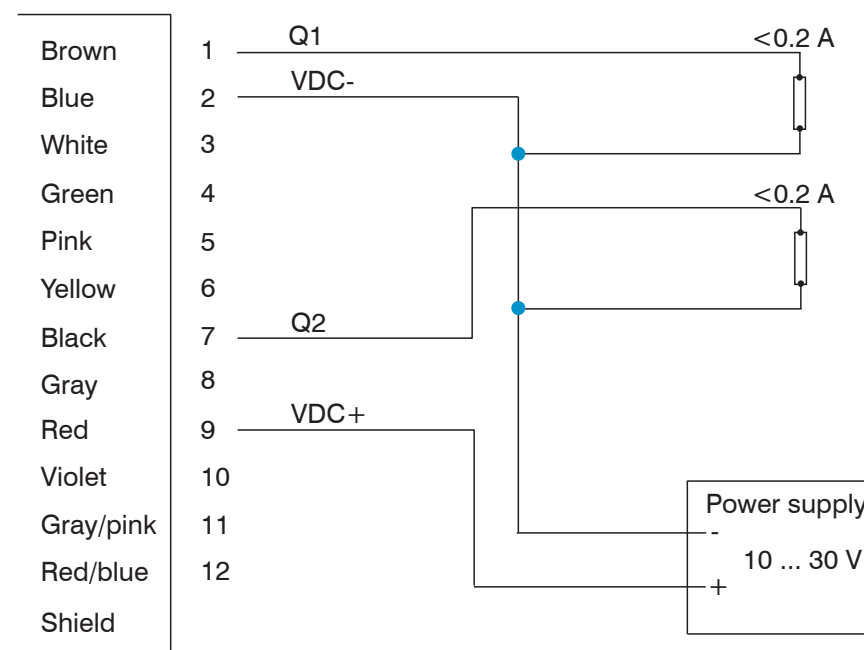 Brown 1 Q1 <0.2 A
Blue 2 VDC-
White 3
Green 4 <0.2 A
Pink 5
Yellow 6
Black 7 Q2
Gray 8
Red 9 VDC+
Violet 10
Gray/pink 11 Power supply
-
Red/blue 12 10 ... 30 V
+
Shield